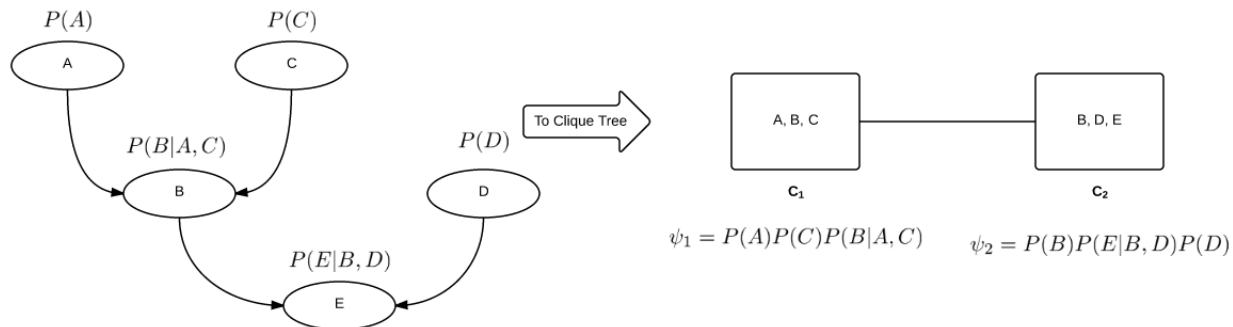 P(A)
A
P(C)
C
P(B|A, C)
B
P(D)
D
P(E|B, D)
E
To Clique Tree
A, B, C
C₁
ψ₁ = P(A)P(C)P(B|A, C)
B, D, E
C₂
ψ₂ = P(B)P(E|B, D)P(D)